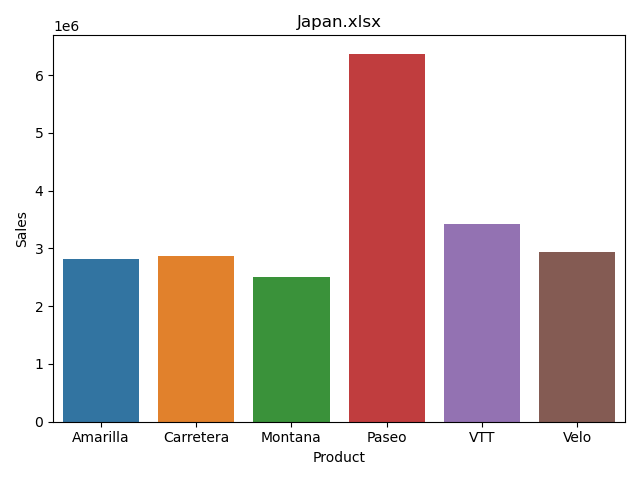 Japan.xlsx
1e6
6
5
4
3
2
1
0
Sales
Amarilla Carretera Montana Paseo VTT Velo
Product